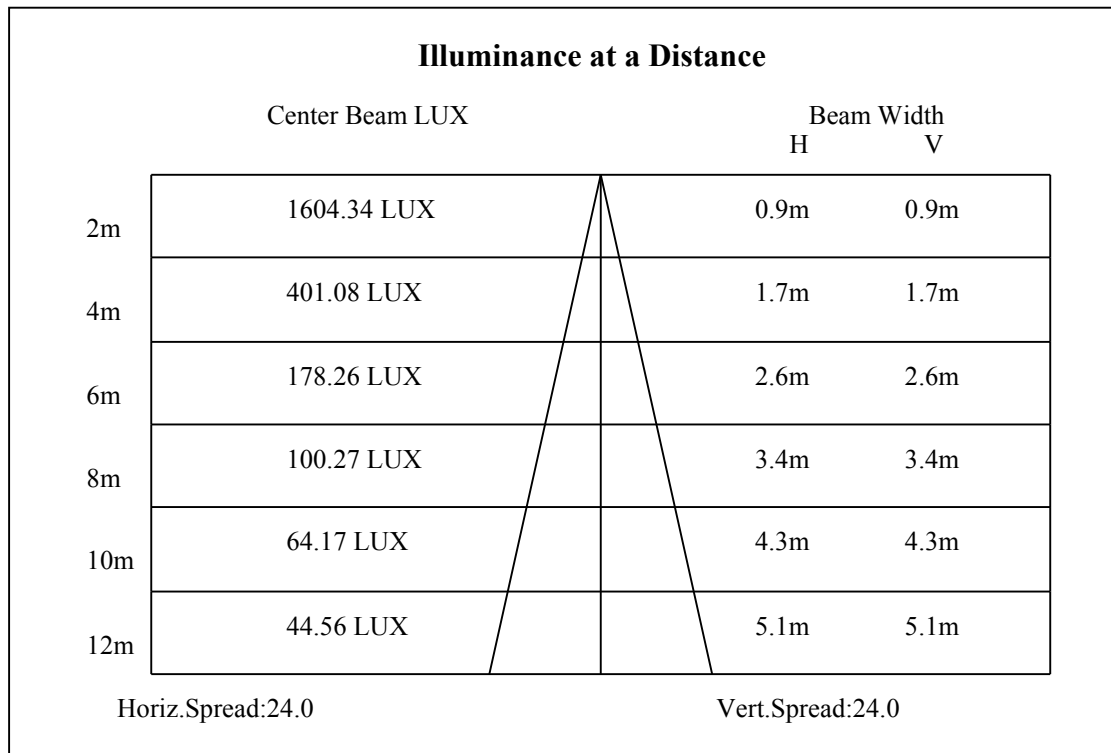 Illuminance at a Distance
Center Beam LUX Beam Width
H V
2m 1604.34 LUX 0.9m 0.9m
4m 401.08 LUX 1.7m 1.7m
6m 178.26 LUX 2.6m 2.6m
8m 100.27 LUX 3.4m 3.4m
10m 64.17 LUX 4.3m 4.3m
12m 44.56 LUX 5.1m 5.1m
Horiz.Spread:24.0 Vert.Spread:24.0